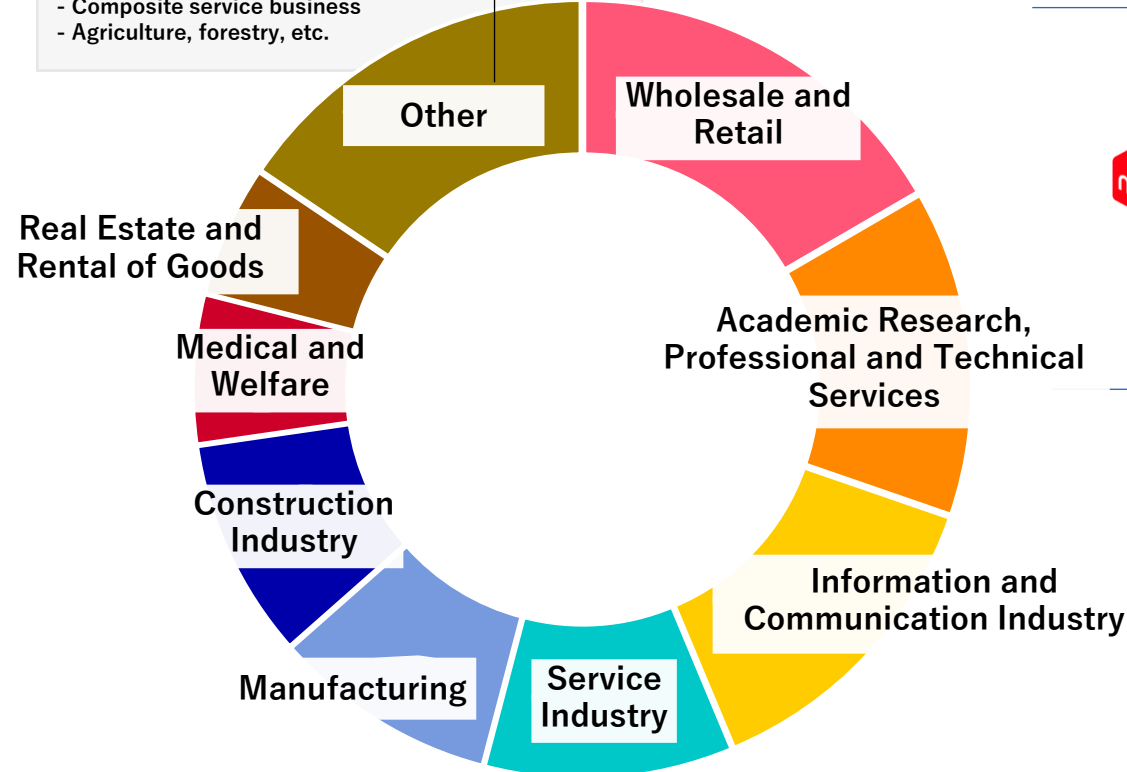 - Composite service business
- Agriculture, forestry, etc.
Other
Wholesale and
Retail
Real Estate and
Rental of Goods
Academic Research,
Professional and Technical
Services
Medical and
Welfare
Construction
Industry
Information and
Communication Industry
Manufacturing
Service
Industry